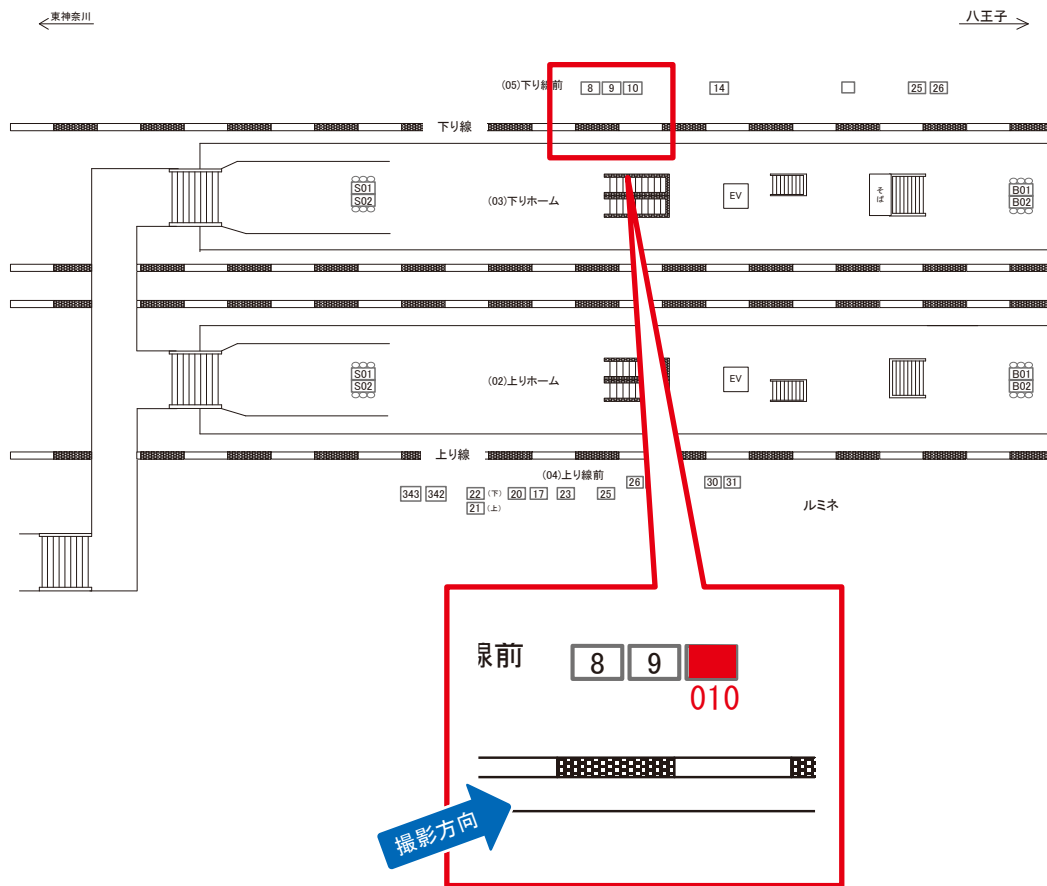 東神奈川
八王子
(05)下り線前
8 9 10
14
25 26
下り線
S01
S02
(03)下りホーム
EV
そば
B01
B02
S01
S02
(02)上りホーム
EV
B01
B02
上り線
(04)上り線前
26
30 31
343 342
22 (下)
20 17 23 25
21 (上)
ルミネ
線前
8 9
010
撮影方向